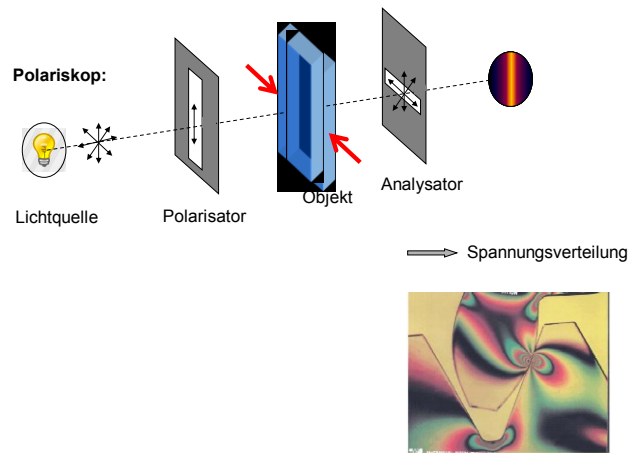 Polariskop:
Lichtquelle
Polarisator
Objekt
Analysator
Spannungsverteilung